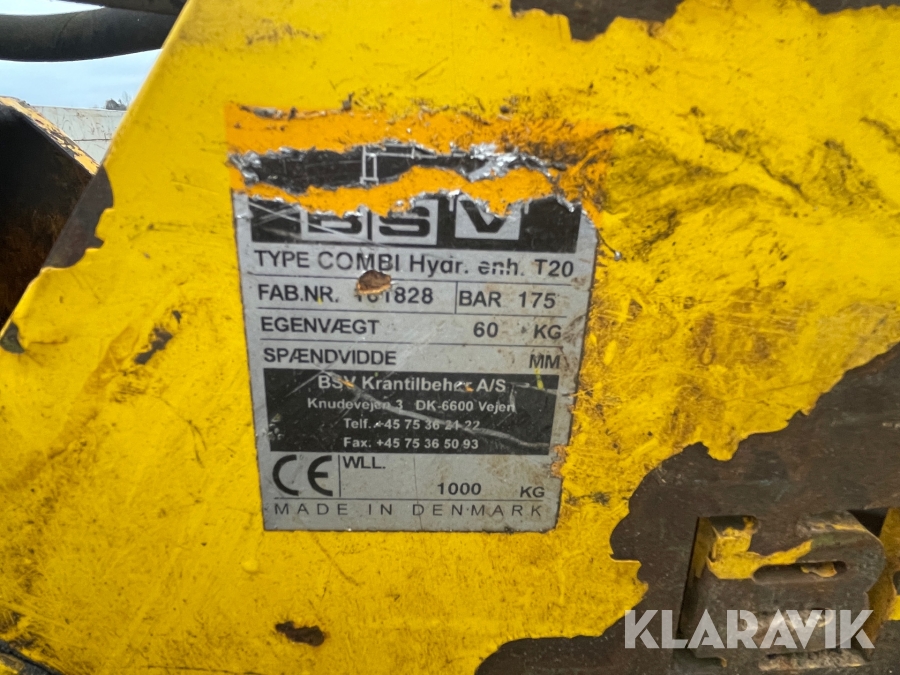 BSV
TYPE COMBI Hydr. enh. T20
FAB.NR. 161828 BAR 175
EGENVÆGT 60 KG
SPÆNDVIDDE MM
BSV Krantilbehør A/S
Knudevejen 3 DK-6600 Vejen
Telf. +45 75 36 21 22
Fax. +45 75 36 50 93
CE WLL.
1000 KG
MADE IN DENMARK
KLARAVIK